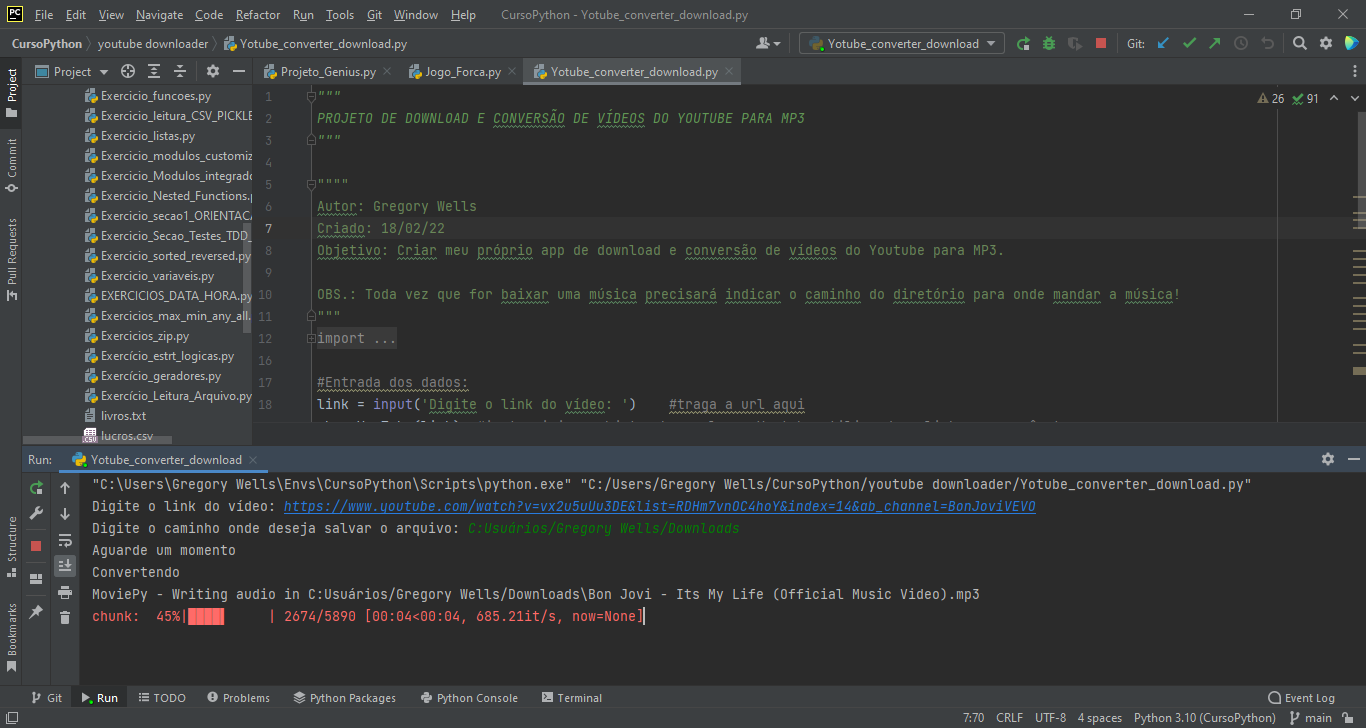 File Edit View Navigate Code Refactor Run Tools Git Window Help CursoPython - Yotube_converter_download.py
CursoPython youtube downloader Yotube_converter_download.py Yotube_converter_download Git:
Project Projeto_Genius.py Jogo_Forca.py Yotube_converter_download.py
Project
Commit
Pull Requests
Structure
Bookmarks
Exercicio_funcoes.py
Exercicio_leitura_CSV_PICKLE
Exercicio_listas.py
Exercicio_modulos_customiz
Exercicio_Modulos_integrado
Exercicio_Nested_Functions.p
Exercicio_secao1_ORIENTACA
Exercicio_Secao_Testes_TDD_
Exercicio_sorted_reversed.py
Exercicio_variaveis.py
EXERCICIOS_DATA_HORA.py
Exercicios_max_min_any_all.
Exercicios_zip.py
Exercício_estrt_logicas.py
Exercício_geradores.py
Exercício_Leitura_Arquivo.py
livros.txt
lucros.csv
26 91
1 """
2 PROJETO DE DOWNLOAD E CONVERSÃO DE VÍDEOS DO YOUTUBE PARA MP3
3 """
4
5 """"
6 Autor: Gregory Wells
7 Criado: 18/02/22
8 Objetivo: Criar meu próprio app de download e conversão de vídeos do Youtube para MP3.
9
10 OBS.: Toda vez que for baixar uma música precisará indicar o caminho do diretório para onde mandar a música!
11 """
12 import ...
16
17 #Entrada dos dados:
18 link = input('Digite o link do vídeo: ') #traga a url aqui
Run: Yotube_converter_download
"C:\Users\Gregory Wells\Envs\CursoPython\Scripts\python.exe" "C:/Users/Gregory Wells/CursoPython/youtube downloader/Yotube_converter_download.py"
Digite o link do vídeo: https://www.youtube.com/watch?v=vx2u5uUu3DE&list=RDHm7vnOC4hoY&index=14&ab_channel=BonJoviVEVO
Digite o caminho onde deseja salvar o arquivo: C:Usuários/Gregory Wells/Downloads
Aguarde um momento
Convertendo
MoviePy - Writing audio in C:Usuários/Gregory Wells/Downloads\Bon Jovi - Its My Life (Official Music Video).mp3
chunk: 45%|█████ | 2674/5890 [00:04<00:04, 685.21it/s, now=None]
Git Run TODO Problems Python Packages Python Console Terminal Event Log
7:70 CRLF UTF-8 4 spaces Python 3.10 (CursoPython) main